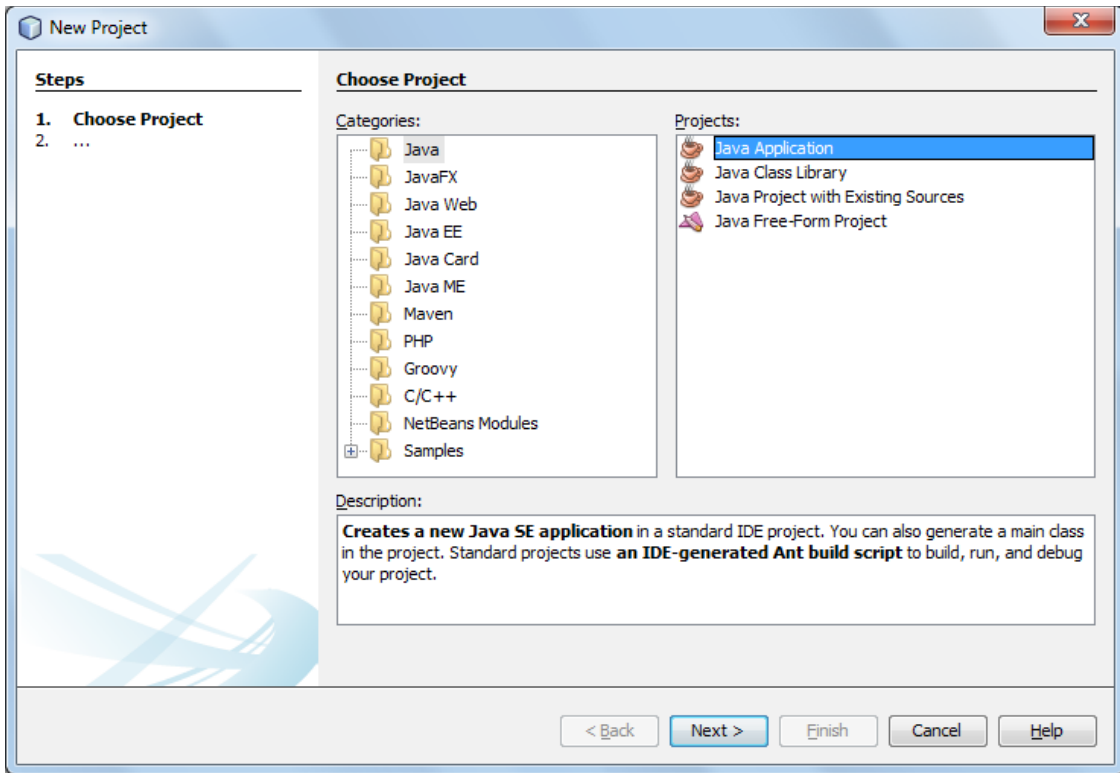 New Project
Steps
1. Choose Project
2. ...
Choose Project
Categories:
Java
JavaFX
Java Web
Java EE
Java Card
Java ME
Maven
PHP
Groovy
C/C++
NetBeans Modules
Samples
Projects:
Java Application
Java Class Library
Java Project with Existing Sources
Java Free-Form Project
Description:
Creates a new Java SE application in a standard IDE project. You can also generate a main class
in the project. Standard projects use an IDE-generated Ant build script to build, run, and debug
your project.
< Back
Next >
Finish
Cancel
Help